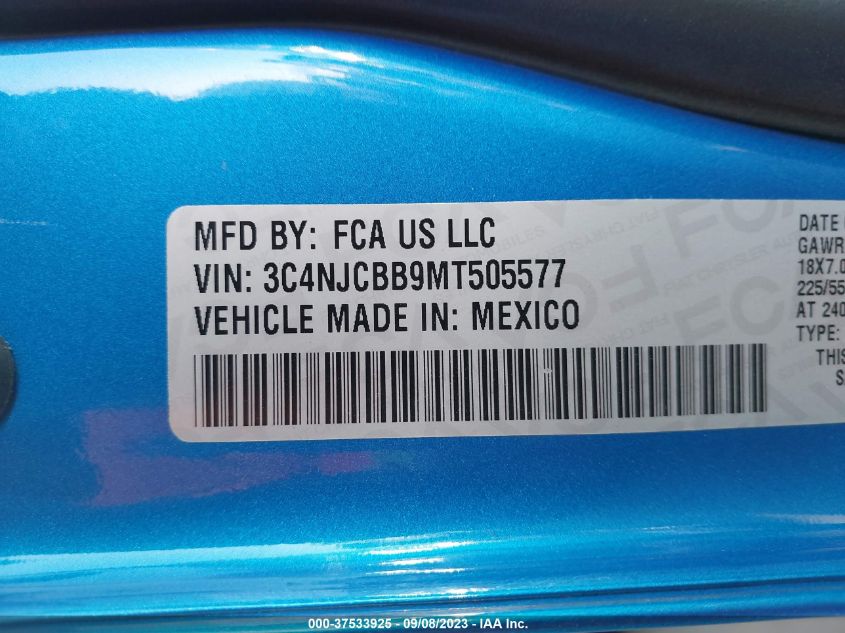 MFD BY: FCA US LLC
VIN: 3C4NJCBB9MT505577
VEHICLE MADE IN: MEXICO
DATE
GAWR
18X7.0
225/55
AT 240
TYPE:
THIS
S
000-37533925 - 09/08/2023 - IAA Inc.